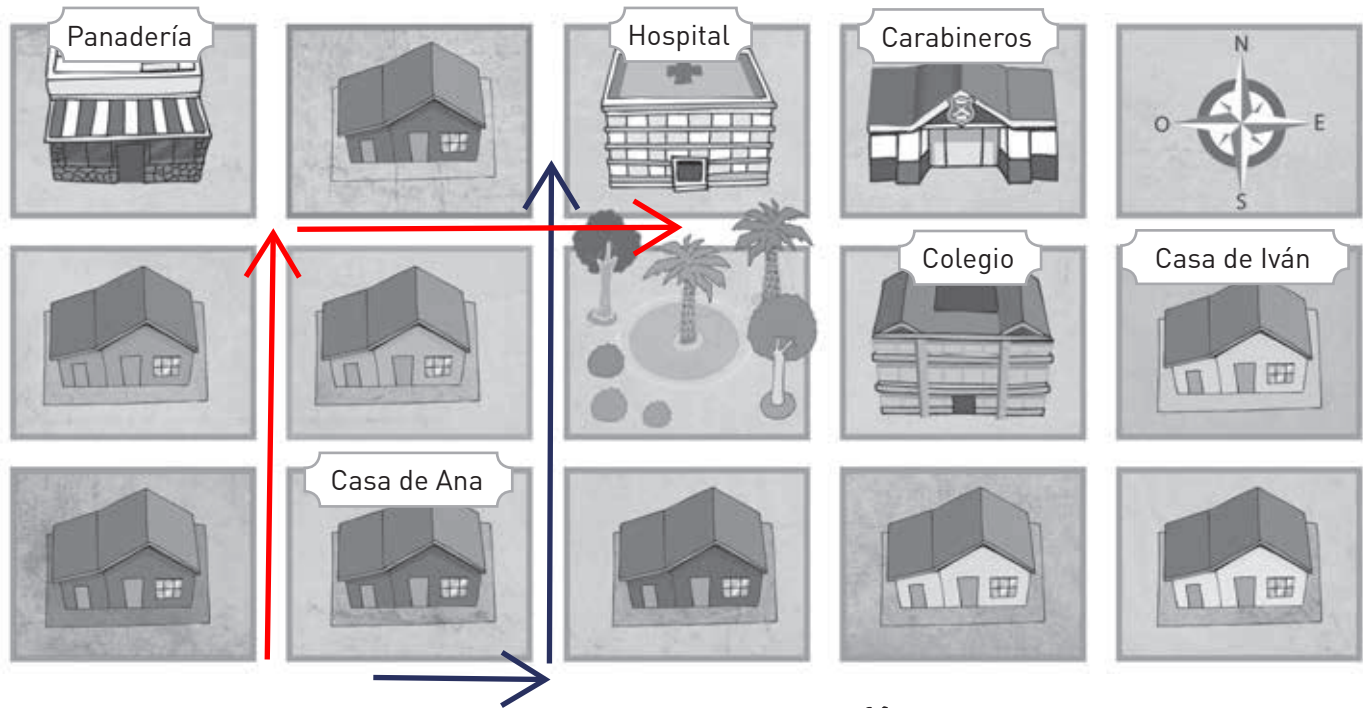 Panadería
Hospital
Carabineros
N
O
E
S
Colegio
Casa de Iván
Casa de Ana